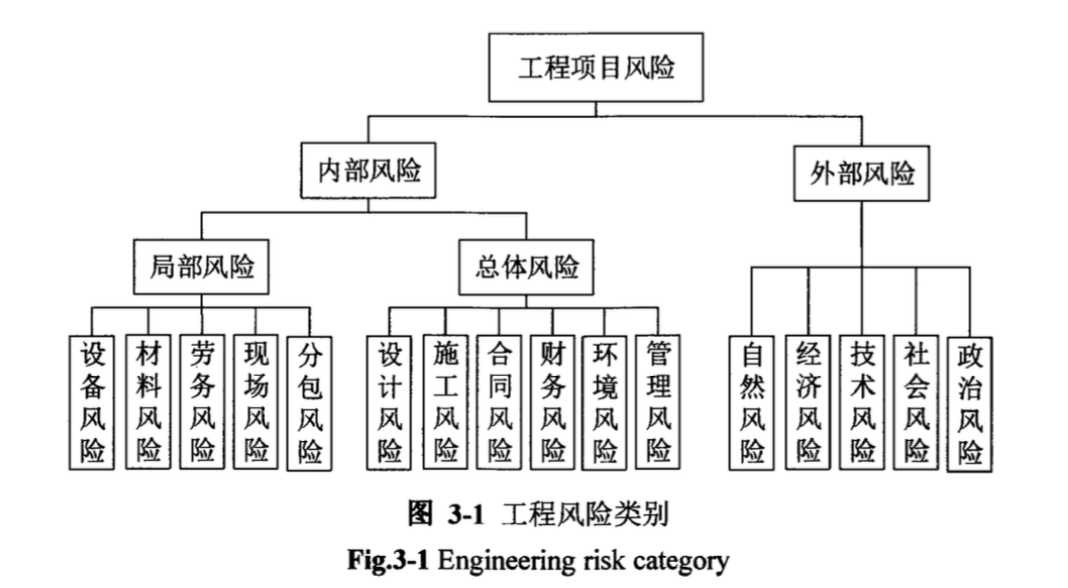 工程项目风险
内部风险
外部风险
局部风险
总体风险
设备风险
材料风险
劳务风险
现场风险
分包风险
设计风险
施工风险
合同风险
财务风险
环境风险
管理风险
自然风险
经济风险
技术风险
社会风险
政治风险
图 3-1 工程风险类别
Fig.3-1 Engineering risk category